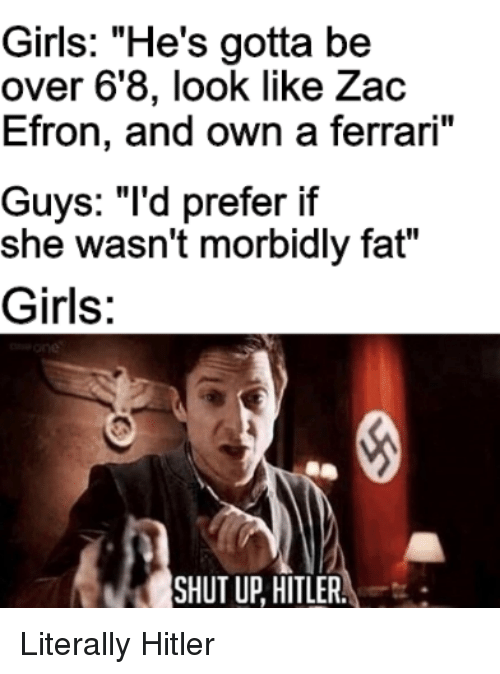 Girls: "He's gotta be
over 6'8, look like Zac
Efron, and own a ferrari"
Guys: "I'd prefer if
she wasn't morbidly fat"
Girls:
one
SHUT UP, HITLER.
Literally Hitler